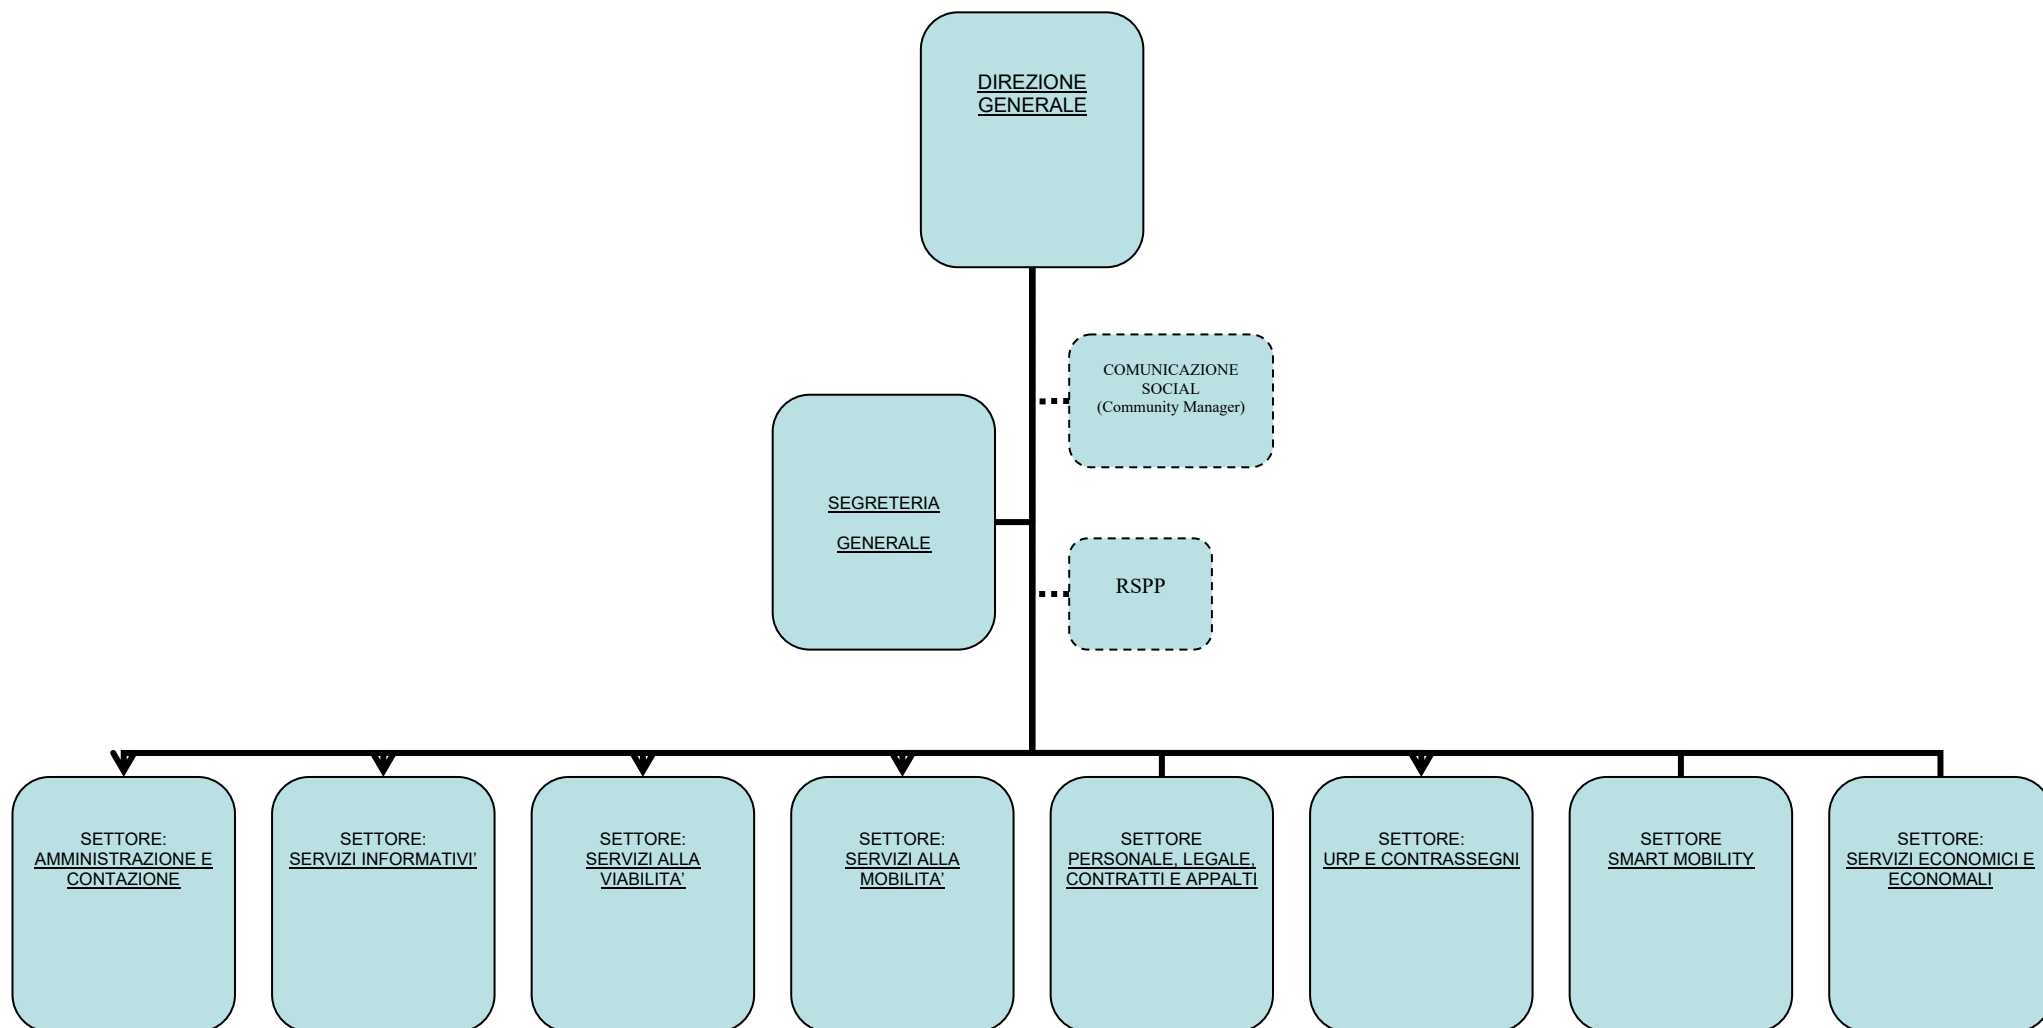 DIREZIONE
GENERALE
COMUNICAZIONE
SOCIAL
(Community Manager)
SEGRETERIA
GENERALE
RSPP
SETTORE:
AMMINISTRAZIONE E
CONTAZIONE
SETTORE:
SERVIZI INFORMATIVI’
SETTORE:
SERVIZI ALLA
VIABILITA’
SETTORE:
SERVIZI ALLA
MOBILITA’
SETTORE
PERSONALE, LEGALE,
CONTRATTI E APPALTI
SETTORE:
URP E CONTRASSEGNI
SETTORE
SMART MOBILITY
SETTORE:
SERVIZI ECONOMICI E
ECONOMALI